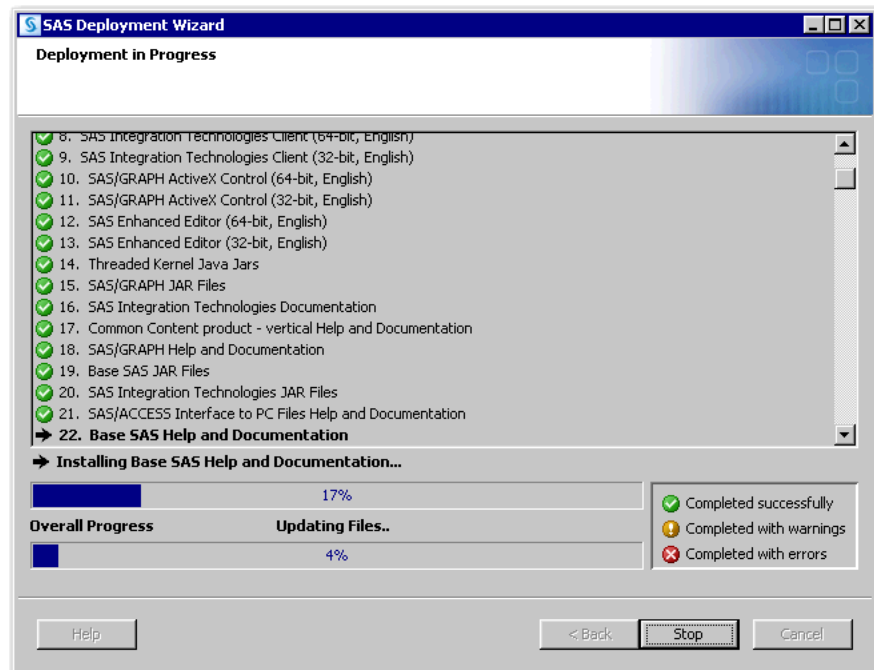 SAS Deployment Wizard
Deployment in Progress
8. SAS Integration Technologies Client (64-bit, English)
9. SAS Integration Technologies Client (32-bit, English)
10. SAS/GRAPH ActiveX Control (64-bit, English)
11. SAS/GRAPH ActiveX Control (32-bit, English)
12. SAS Enhanced Editor (64-bit, English)
13. SAS Enhanced Editor (32-bit, English)
14. Threaded Kernel Java Jars
15. SAS/GRAPH JAR Files
16. SAS Integration Technologies Documentation
17. Common Content product - vertical Help and Documentation
18. SAS/GRAPH Help and Documentation
19. Base SAS JAR Files
20. SAS Integration Technologies JAR Files
21. SAS/ACCESS Interface to PC Files Help and Documentation
22. Base SAS Help and Documentation
Installing Base SAS Help and Documentation...
17%
Overall Progress Updating Files..
4%
Completed successfully
Completed with warnings
Completed with errors
Help < Back Stop Cancel